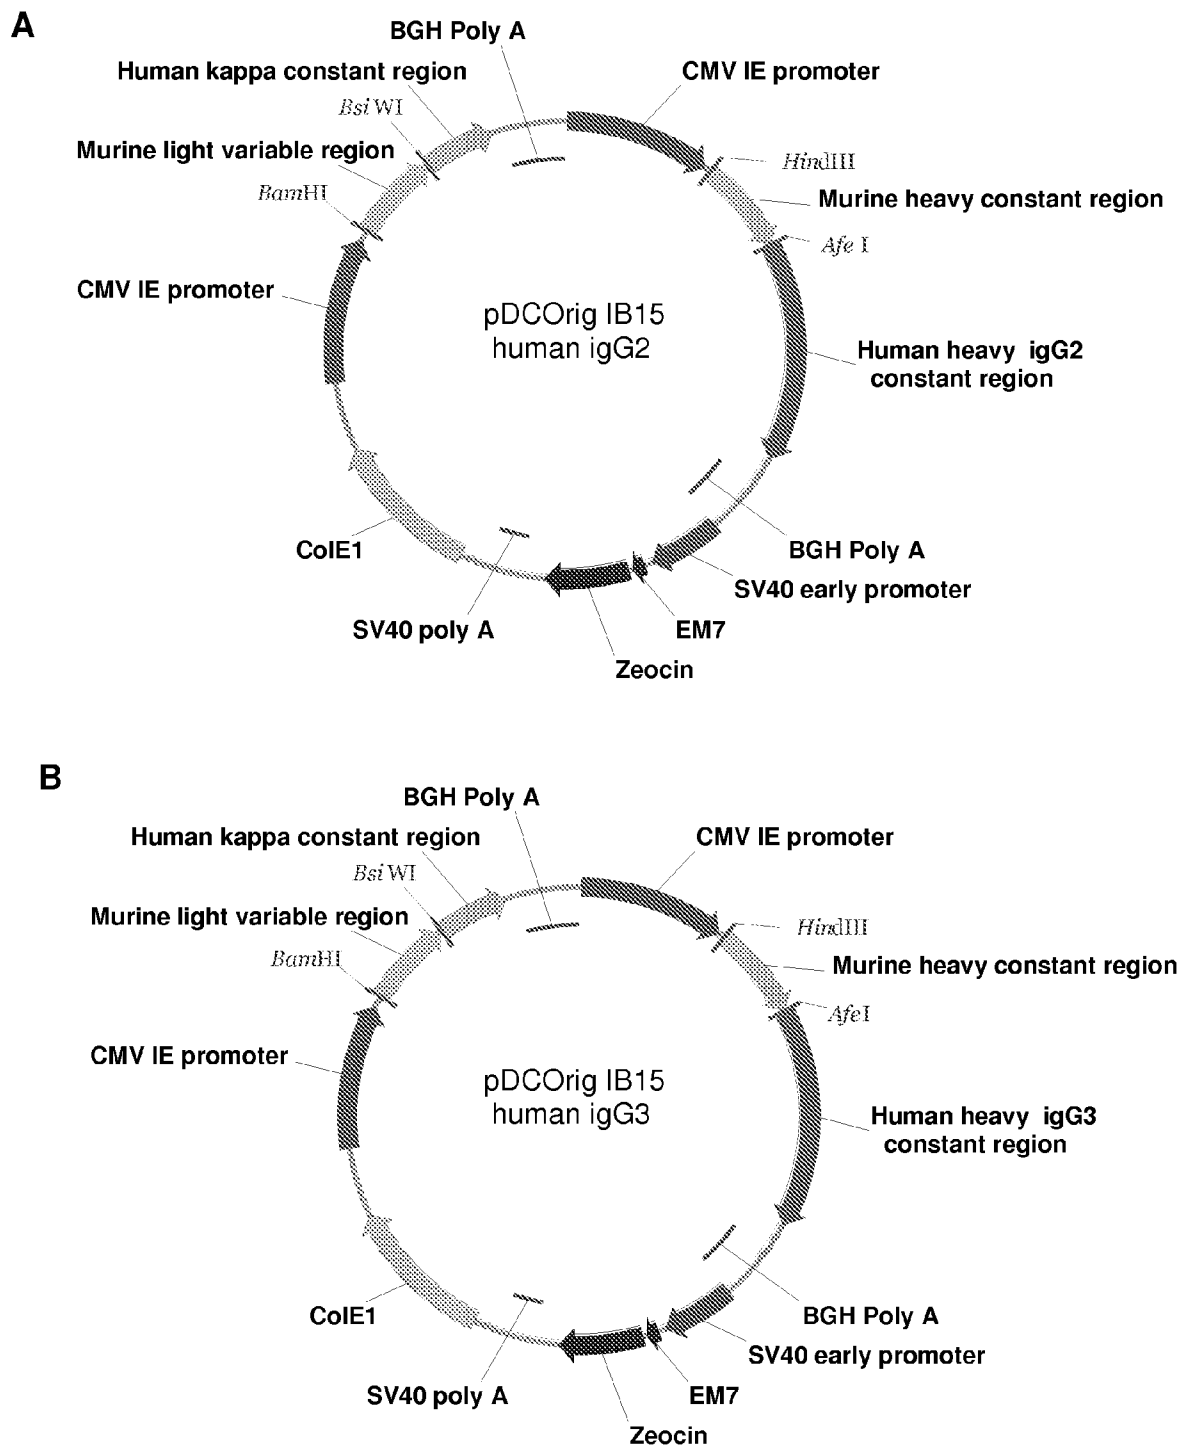 A
BGH Poly A
Human kappa constant region
CMV IE promoter
BsiWI
Murine light variable region
HindIII
BamHI
Murine heavy constant region
Afe I
CMV IE promoter
pDCOrig IB15
human igG2
Human heavy igG2
constant region
ColE1
BGH Poly A
SV40 early promoter
SV40 poly A
EM7
Zeocin
B
BGH Poly A
Human kappa constant region
CMV IE promoter
BsiWI
Murine light variable region
HindIII
BamHI
Murine heavy constant region
AfeI
CMV IE promoter
pDCOrig IB15
human igG3
Human heavy igG3
constant region
ColE1
BGH Poly A
SV40 early promoter
SV40 poly A
EM7
Zeocin